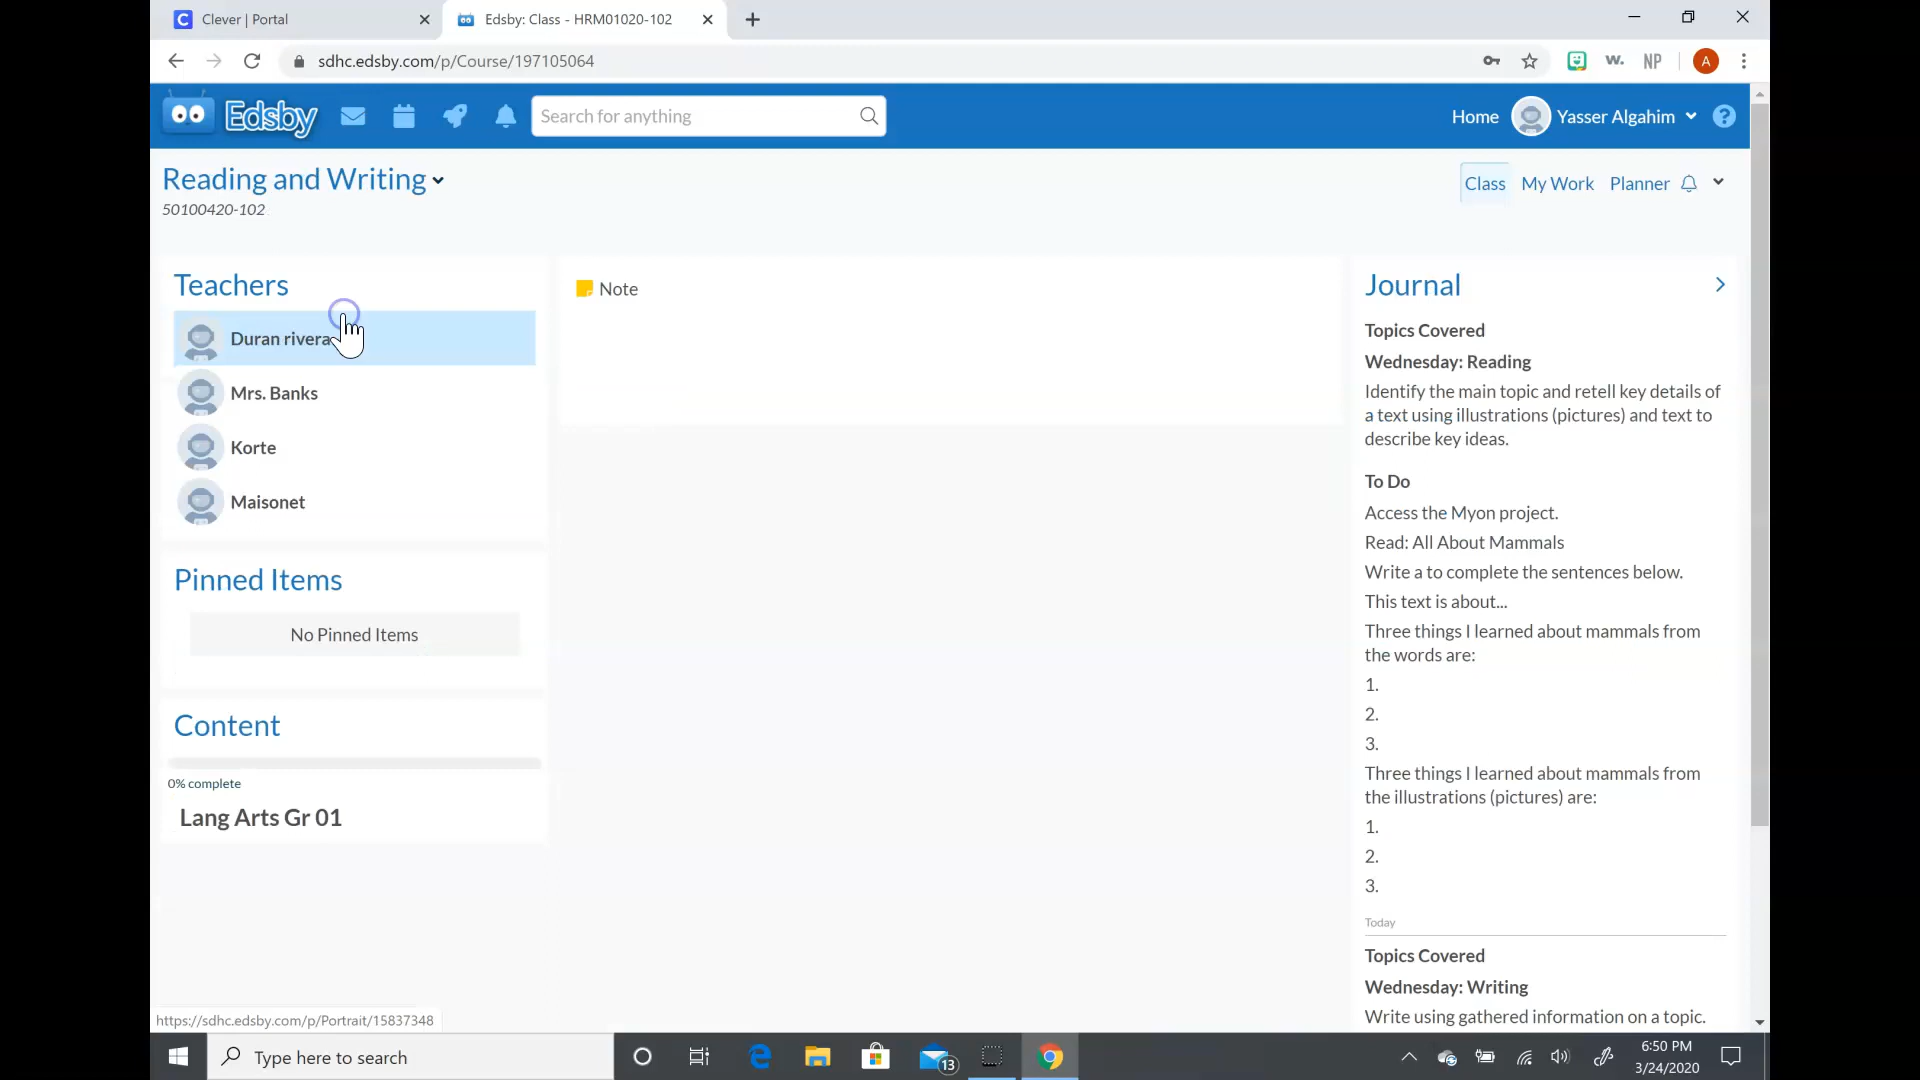 Clever | Portal
Edsby: Class - HRM01020-102
sdhc.edsby.com/p/Course/197105064
w.
NP
A
Edsby
Search for anything
Home
Yasser Algahim
?
Reading and Writing
50100420-102
Class
My Work
Planner
Teachers
Duran rivera
Mrs. Banks
Korte
Maisonet
Pinned Items
No Pinned Items
Content
0% complete
Lang Arts Gr 01
Note
Journal
Topics Covered
Wednesday: Reading
Identify the main topic and retell key details of
a text using illustrations (pictures) and text to
describe key ideas.
To Do
Access the Myon project.
Read: All About Mammals
Write a to complete the sentences below.
This text is about...
Three things I learned about mammals from
the words are:
1.
2.
3.
Three things I learned about mammals from
the illustrations (pictures) are:
1.
2.
3.
Today
Topics Covered
Wednesday: Writing
Write using gathered information on a topic.
https://sdhc.edsby.com/p/Portrait/15837348
Type here to search
13
6:50 PM
3/24/2020